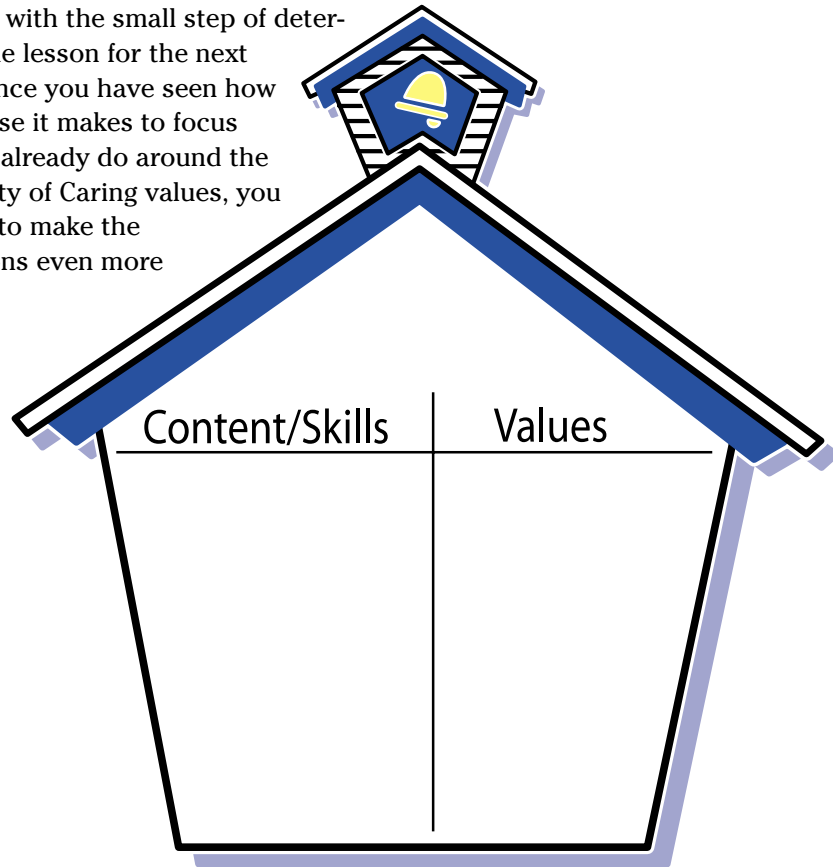 with the small step of deter-
e lesson for the next
nce you have seen how
se it makes to focus
already do around the
ty of Caring values, you
to make the
ns even more
Content/Skills Values